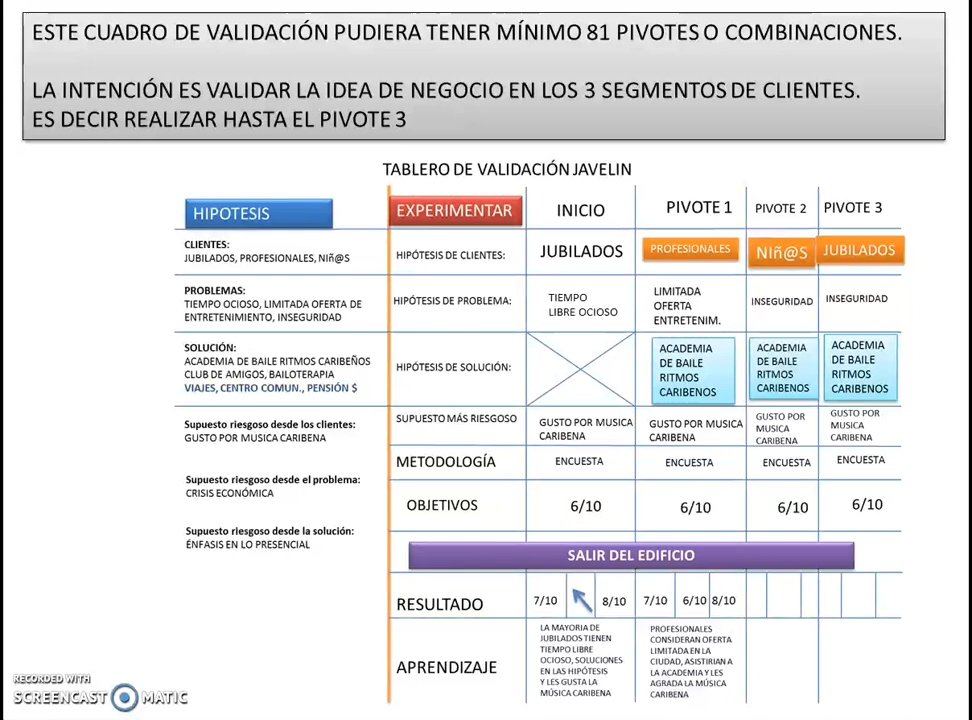 ESTE CUADRO DE VALIDACIÓN PUDIERA TENER MÍNIMO 81 PIVOTES O COMBINACIONES.
LA INTENCIÓN ES VALIDAR LA IDEA DE NEGOCIO EN LOS 3 SEGMENTOS DE CLIENTES.
ES DECIR REALIZAR HASTA EL PIVOTE 3
TABLERO DE VALIDACIÓN JAVELIN
HIPOTESIS
CLIENTES:
JUBILADOS, PROFESIONALES, NIñ@S
PROBLEMAS:
TIEMPO OCIOSO, LIMITADA OFERTA DE
ENTRETENIMIENTO, INSEGURIDAD
SOLUCIÓN:
ACADEMIA DE BAILE RITMOS CARIBEÑOS
CLUB DE AMIGOS, BAILOTERAPIA
VIAJES, CENTRO COMUN., PENSIÓN $
Supuesto riesgoso desde los clientes:
GUSTO POR MUSICA CARIBENA
Supuesto riesgoso desde el problema:
CRISIS ECONÓMICA
Supuesto riesgoso desde la solución:
ÉNFASIS EN LO PRESENCIAL
EXPERIMENTAR
INICIO
PIVOTE 1
PIVOTE 2
PIVOTE 3
HIPÓTESIS DE CLIENTES:
JUBILADOS
PROFESIONALES
NIñ@S
JUBILADOS
HIPÓTESIS DE PROBLEMA:
TIEMPO
LIBRE OCIOSO
LIMITADA
OFERTA
ENTRETENIM.
INSEGURIDAD
INSEGURIDAD
HIPÓTESIS DE SOLUCIÓN:
ACADEMIA
DE BAILE
RITMOS
CARIBENOS
ACADEMIA
DE BAILE
RITMOS
CARIBENOS
ACADEMIA
DE BAILE
RITMOS
CARIBENOS
SUPUESTO MÁS RIESGOSO
GUSTO POR MUSICA
CARIBENA
GUSTO POR MUSICA
CARIBENA
GUSTO POR
MUSICA
CARIBENA
GUSTO POR
MUSICA
CARIBENA
METODOLOGÍA
ENCUESTA
ENCUESTA
ENCUESTA
ENCUESTA
OBJETIVOS
6/10
6/10
6/10
6/10
SALIR DEL EDIFICIO
RESULTADO
7/10
8/10
7/10
6/10
8/10
APRENDIZAJE
LA MAYORIA DE
JUBILADOS TIENEN
TIEMPO LIBRE
OCIOSO, SOLUCIONES
EN LAS HIPÓTESIS
Y LES GUSTA LA
MÚSICA CARIBENA
PROFESIONALES
CONSIDERAN OFERTA
LIMITADA EN LA
CIUDAD, ASISTIRIAN A
LA ACADEMIA Y LES
AGRADA LA MÚSICA
CARIBENA
RECORDED WITH
SCREENCAST MATIC